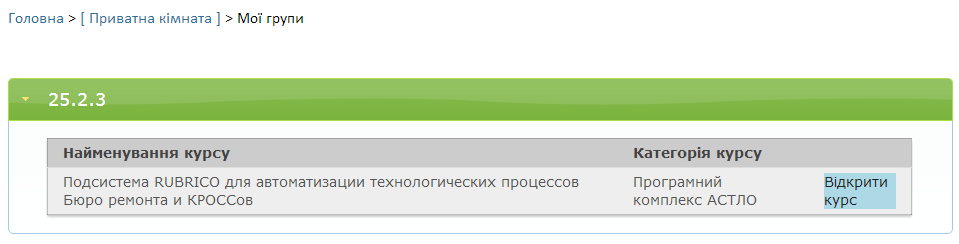 Головна > [ Приватна кімната ] > Мої групи
25.2.3
Найменування курсу Категорія курсу
Подсистема RUBRICO для автоматизации технологических процессов Програмний Відкрити
Бюро ремонта и КРОССов комплекс АСТЛО курс